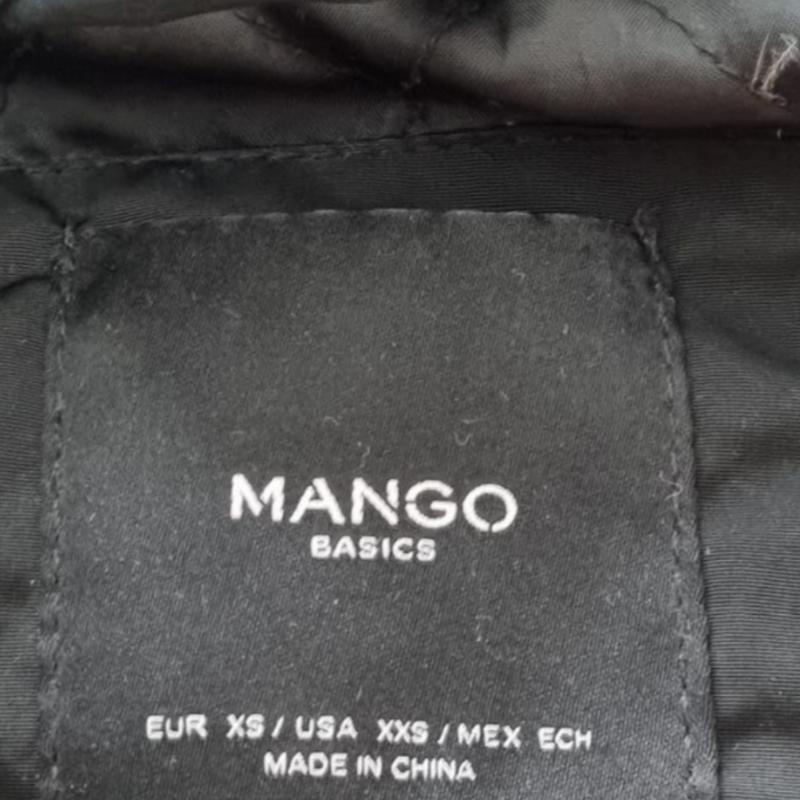 MANGO
BASICS
EUR XS / USA XXS / MEX ECH
MADE IN CHINA